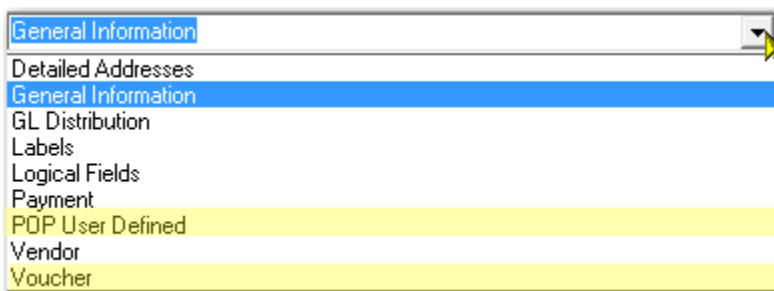 General Information
Detailed Addresses
General Information
GL Distribution
Labels
Logical Fields
Payment
POP User Defined
Vendor
Voucher